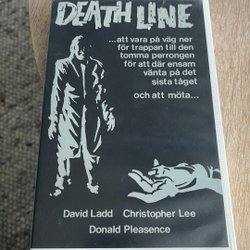 DEATH LINE
...att vara på väg ner
för trappan till den
tomma perrongen
för att där ensam
vänta på det
sista tåget
och att möta...
David Ladd Christopher Lee
Donald Pleasence